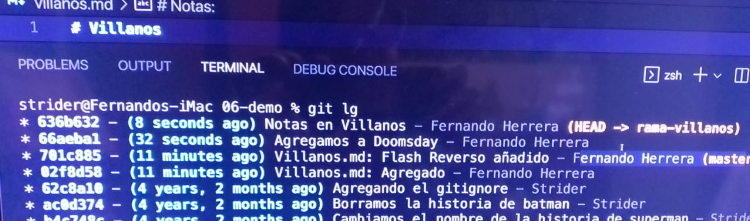 villanos.md > abc # Notas:
1 # Villanos
PROBLEMS OUTPUT TERMINAL DEBUG CONSOLE zsh
strider@Fernandos-iMac 06-demo % git lg
* 636b632 – (8 seconds ago) Notas en Villanos – Fernando Herrera (HEAD -> rama-villanos)
* 66aeba1 – (32 seconds ago) Agregamos a Doomsday – Fernando Herrera
* 701c885 – (11 minutes ago) Villanos.md: Flash Reverso añadido – Fernando Herrera (master
* 02f8d58 – (11 minutes ago) Villanos.md: Agregado – Fernando Herrera
* 62c8a10 – (4 years, 2 months ago) Agregando el gitignore – Strider
* ac0d374 – (4 years, 2 months ago) Borramos la historia de batman – Strider
* b4c748c – (4 years, 2 months ago) Cambiamos el nombre de la historia de superman – Strider